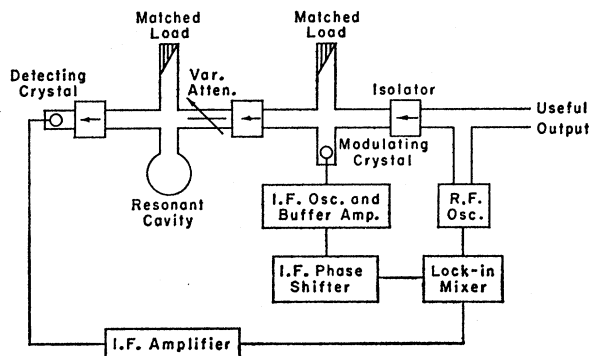 Matched
Load
Matched
Load
Detecting
Crystal
Var.
Atten.
Isolator
Useful
Output
Modulating
Crystal
Resonant
Cavity
I.F. Osc. and
Buffer Amp.
R.F.
Osc.
I.F. Phase
Shifter
Lock-in
Mixer
I.F. Amplifier